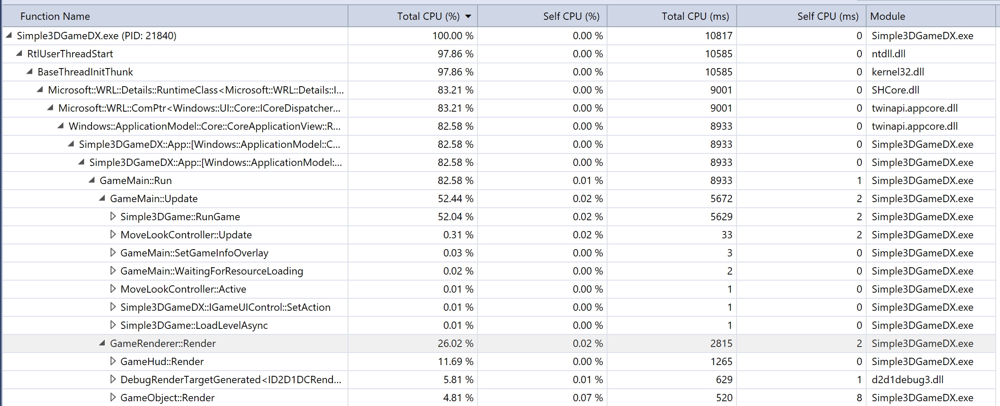 Function Name Total CPU (%) Self CPU (%) Total CPU (ms) Self CPU (ms) Module
Simple3DGameDX.exe (PID: 21840) 100.00 % 0.00 % 10817 0 Simple3DGameDX.exe
RtlUserThreadStart 97.86 % 0.00 % 10585 0 ntdll.dll
BaseThreadInitThunk 97.86 % 0.00 % 10585 0 kernel32.dll
Microsoft::WRL::Details::RuntimeClass<Microsoft::WRL::Details::I... 83.21 % 0.00 % 9001 0 SHCore.dll
Microsoft::WRL::ComPtr<Windows::UI::Core::ICoreDispatcher... 83.21 % 0.00 % 9001 0 twinapi.appcore.dll
Windows::ApplicationModel::Core::CoreApplicationView::R... 82.58 % 0.00 % 8933 0 twinapi.appcore.dll
Simple3DGameDX::App::[Windows::ApplicationModel::C... 82.58 % 0.00 % 8933 0 Simple3DGameDX.exe
Simple3DGameDX::App::[Windows::ApplicationModel:... 82.58 % 0.00 % 8933 0 Simple3DGameDX.exe
GameMain::Run 82.58 % 0.01 % 8933 1 Simple3DGameDX.exe
GameMain::Update 52.44 % 0.02 % 5672 2 Simple3DGameDX.exe
Simple3DGame::RunGame 52.04 % 0.02 % 5629 2 Simple3DGameDX.exe
MoveLookController::Update 0.31 % 0.02 % 33 2 Simple3DGameDX.exe
GameMain::SetGameInfoOverlay 0.03 % 0.00 % 3 0 Simple3DGameDX.exe
GameMain::WaitingForResourceLoading 0.02 % 0.00 % 2 0 Simple3DGameDX.exe
MoveLookController::Active 0.01 % 0.00 % 1 0 Simple3DGameDX.exe
Simple3DGameDX::IGameUIControl::SetAction 0.01 % 0.00 % 1 0 Simple3DGameDX.exe
Simple3DGame::LoadLevelAsync 0.01 % 0.00 % 1 0 Simple3DGameDX.exe
GameRenderer::Render 26.02 % 0.02 % 2815 2 Simple3DGameDX.exe
GameHud::Render 11.69 % 0.00 % 1265 0 Simple3DGameDX.exe
DebugRenderTargetGenerated<ID2D1DCRend... 5.81 % 0.01 % 629 1 d2d1debug3.dll
GameObject::Render 4.81 % 0.07 % 520 8 Simple3DGameDX.exe